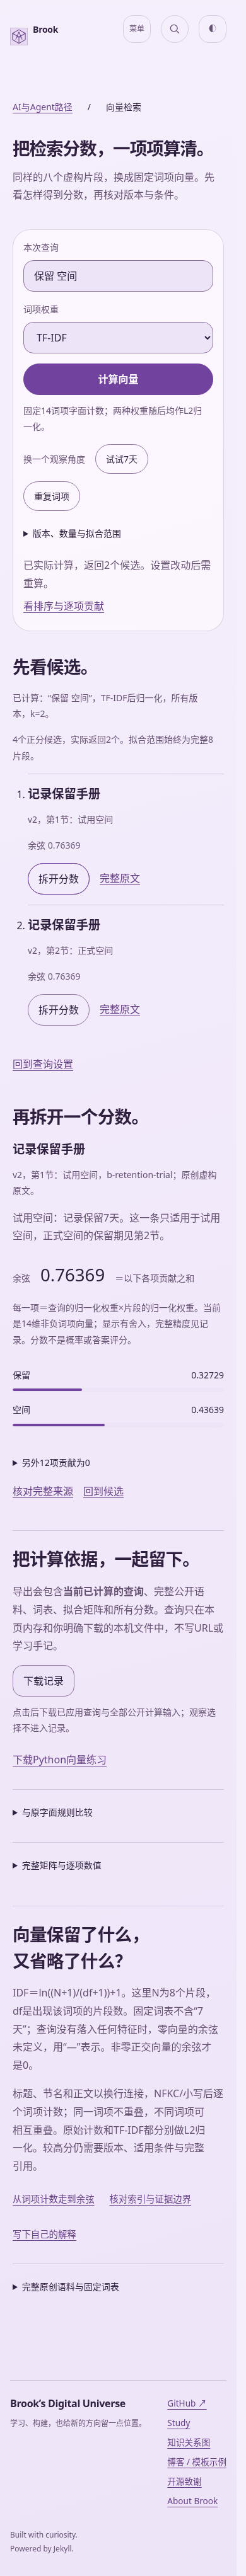 Brook
菜单
AI与Agent路径 / 向量检索
把检索分数，一项项算清。
同样的八个虚构片段，换成固定词项向量。先
看怎样得到分数，再核对版本与条件。
本次查询
保留 空间
词项权重
TF-IDF
计算向量
固定14词项字面计数；两种权重随后均作L2归
一化。
换一个观察角度 试试7天
重复词项
▶ 版本、数量与拟合范围
已实际计算，返回2个候选。设置改动后需
重算。
看排序与逐项贡献
先看候选。
已计算：“保留 空间”，TF-IDF后归一化，所有版
本，k=2。
4个正分候选，实际返回2个。拟合范围始终为完整8
片段。
1. 记录保留手册
v2，第1节：试用空间
余弦 0.76369
拆开分数 完整原文
2. 记录保留手册
v2，第2节：正式空间
余弦 0.76369
拆开分数 完整原文
回到查询设置
再拆开一个分数。
记录保留手册
v2，第1节：试用空间，b-retention-trial；原创虚构
原文。
试用空间：记录保留7天。这一条只适用于试用
空间，正式空间的保留期见第2节。
余弦 0.76369 ＝以下各项贡献之和
每一项＝查询的归一化权重×片段的归一化权重。当前
是14维非负词项向量；显示有舍入，完整精度见记
录。分数不是概率或答案评分。
保留 0.32729
空间 0.43639
▶ 另外12项贡献为0
核对完整来源 回到候选
把计算依据，一起留下。
导出会包含当前已计算的查询、完整公开语
料、词表、拟合矩阵和所有分数。查询只在本
页内存和你明确下载的本机文件中，不写URL或
学习手记。
下载记录
点击后下载已应用查询与全部公开计算输入；观察选
择不进入记录。
下载Python向量练习
▶ 与原字面规则比较
▶ 完整矩阵与逐项数值
向量保留了什么，
又省略了什么？
IDF＝ln((N+1)/(df+1))+1。这里N为8个片段，
df是出现该词项的片段数。固定词表不含“7
天”；查询没有落入任何特征时，零向量的余弦
未定义，用“—”表示。非零正交向量的余弦才
是0。
标题、节名和正文以换行连接，NFKC/小写后逐
个词项计数；同一词项不重叠，不同词项可
相互重叠。原始计数和TF-IDF都分别做L2归
一化。较高分仍需要版本、适用条件与完整
引用。
从词项计数走到余弦 核对索引与证据边界
写下自己的解释
▶ 完整原创语料与固定词表
Brook’s Digital Universe
学习、构建，也给新的方向留一点位置。
GitHub ↗
Study
知识关系图
博客 / 模板示例
开源致谢
About Brook
Built with curiosity.
Powered by Jekyll.